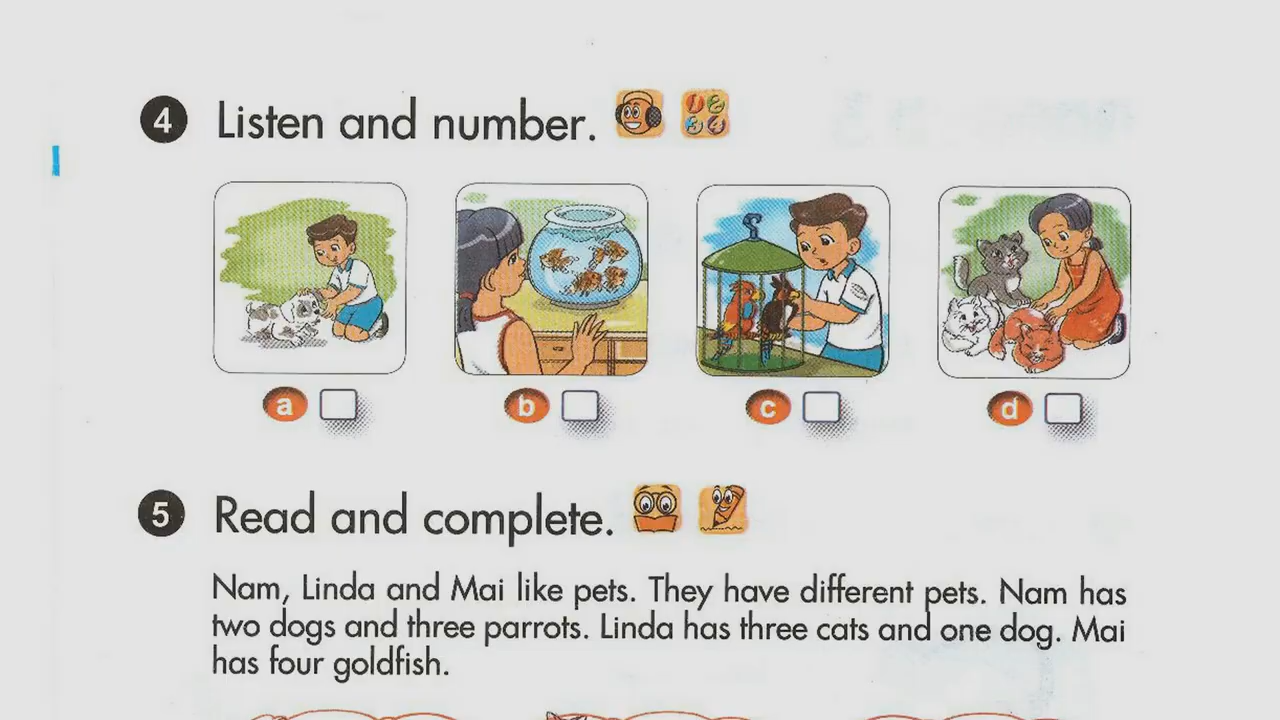 4 Listen and number.
a b c d
5 Read and complete.
Nam, Linda and Mai like pets. They have different pets. Nam has
two dogs and three parrots. Linda has three cats and one dog. Mai
has four goldfish.